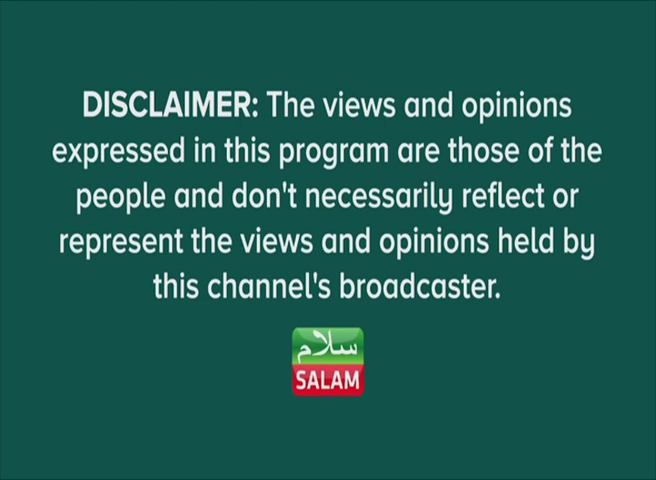 DISCLAIMER: The views and opinions
expressed in this program are those of the
people and don't necessarily reflect or
represent the views and opinions held by
this channel's broadcaster.
سلام
SALAM